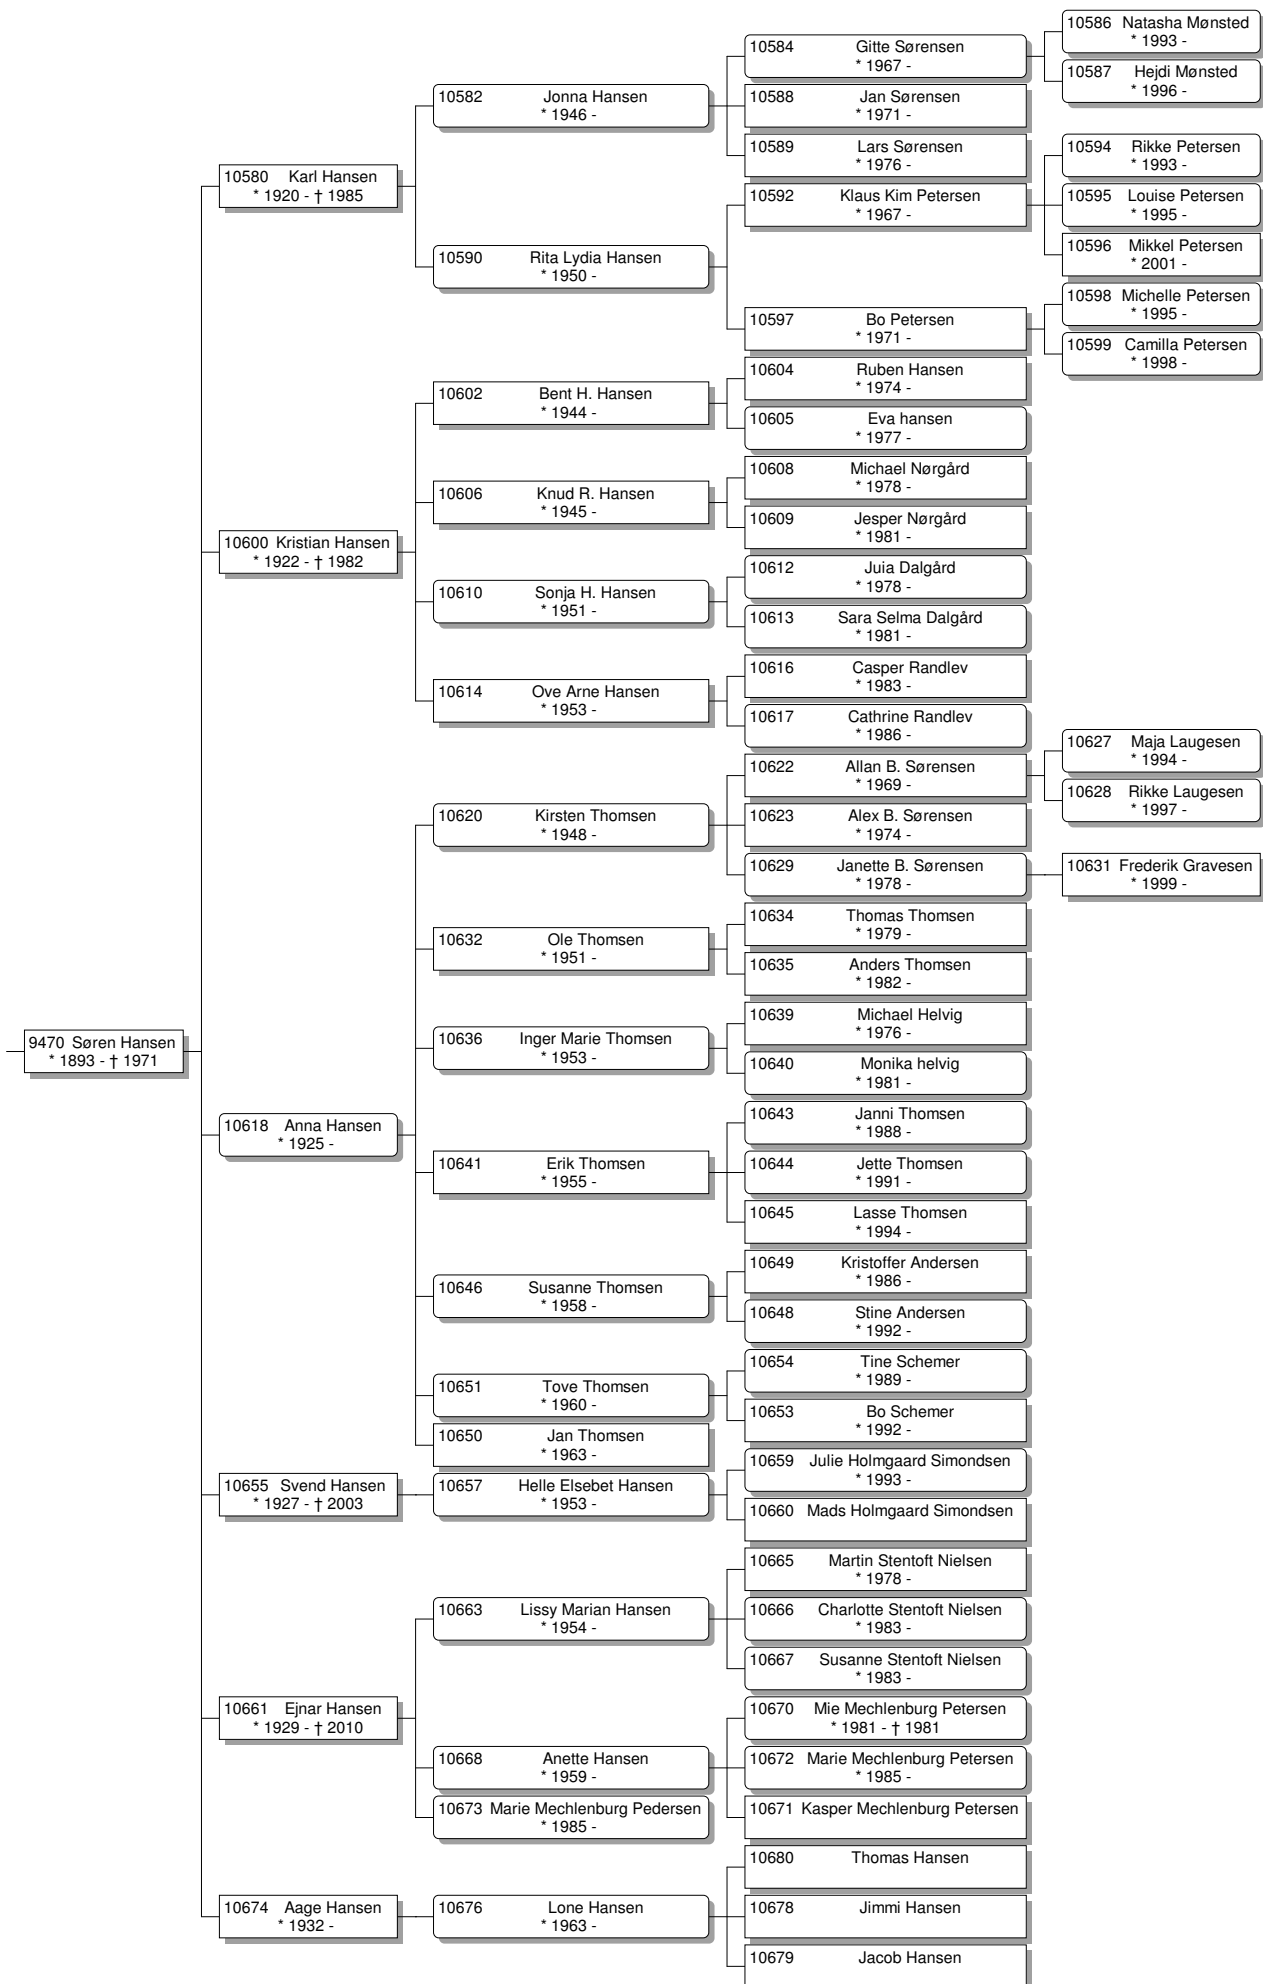 9470 Søren Hansen
* 1893 - † 1971
10580 Karl Hansen
* 1920 - † 1985
10600 Kristian Hansen
* 1922 - † 1982
10618 Anna Hansen
* 1925 -
10655 Svend Hansen
* 1927 - † 2003
10661 Ejnar Hansen
* 1929 - † 2010
10674 Aage Hansen
* 1932 -
10582 Jonna Hansen
* 1946 -
10590 Rita Lydia Hansen
* 1950 -
10602 Bent H. Hansen
* 1944 -
10606 Knud R. Hansen
* 1945 -
10610 Sonja H. Hansen
* 1951 -
10614 Ove Arne Hansen
* 1953 -
10620 Kirsten Thomsen
* 1948 -
10632 Ole Thomsen
* 1951 -
10636 Inger Marie Thomsen
* 1953 -
10641 Erik Thomsen
* 1955 -
10646 Susanne Thomsen
* 1958 -
10651 Tove Thomsen
* 1960 -
10650 Jan Thomsen
* 1963 -
10657 Helle Elsebet Hansen
* 1953 -
10663 Lissy Marian Hansen
* 1954 -
10668 Anette Hansen
* 1959 -
10673 Marie Mechlenburg Pedersen
* 1985 -
10676 Lone Hansen
* 1963 -
10584 Gitte Sørensen
* 1967 -
10588 Jan Sørensen
* 1971 -
10589 Lars Sørensen
* 1976 -
10592 Klaus Kim Petersen
* 1967 -
10597 Bo Petersen
* 1971 -
10604 Ruben Hansen
* 1974 -
10605 Eva hansen
* 1977 -
10608 Michael Nørgård
* 1978 -
10609 Jesper Nørgård
* 1981 -
10612 Juia Dalgård
* 1978 -
10613 Sara Selma Dalgård
* 1981 -
10616 Casper Randlev
* 1983 -
10617 Cathrine Randlev
* 1986 -
10622 Allan B. Sørensen
* 1969 -
10623 Alex B. Sørensen
* 1974 -
10629 Janette B. Sørensen
* 1978 -
10634 Thomas Thomsen
* 1979 -
10635 Anders Thomsen
* 1982 -
10639 Michael Helvig
* 1976 -
10640 Monika helvig
* 1981 -
10643 Janni Thomsen
* 1988 -
10644 Jette Thomsen
* 1991 -
10645 Lasse Thomsen
* 1994 -
10649 Kristoffer Andersen
* 1986 -
10648 Stine Andersen
* 1992 -
10654 Tine Schemer
* 1989 -
10653 Bo Schemer
* 1992 -
10659 Julie Holmgaard Simondsen
* 1993 -
10660 Mads Holmgaard Simondsen
10665 Martin Stentoft Nielsen
* 1978 -
10666 Charlotte Stentoft Nielsen
* 1983 -
10667 Susanne Stentoft Nielsen
* 1983 -
10670 Mie Mechlenburg Petersen
* 1981 - † 1981
10672 Marie Mechlenburg Petersen
* 1985 -
10671 Kasper Mechlenburg Petersen
10680 Thomas Hansen
10678 Jimmi Hansen
10679 Jacob Hansen
10586 Natasha Mønsted
* 1993 -
10587 Hejdi Mønsted
* 1996 -
10594 Rikke Petersen
* 1993 -
10595 Louise Petersen
* 1995 -
10596 Mikkel Petersen
* 2001 -
10598 Michelle Petersen
* 1995 -
10599 Camilla Petersen
* 1998 -
10627 Maja Laugesen
* 1994 -
10628 Rikke Laugesen
* 1997 -
10631 Frederik Gravesen
* 1999 -